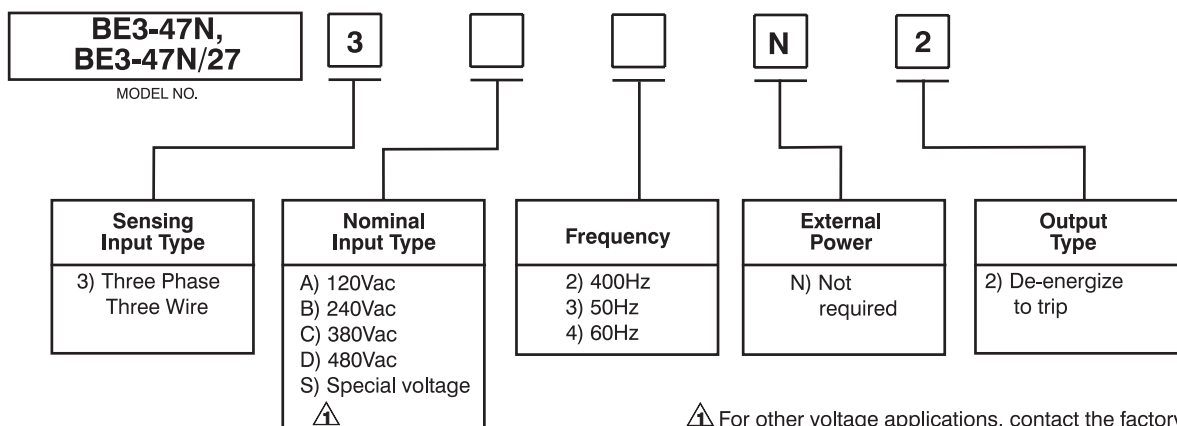 BE3-47N,
BE3-47N/27
3
N
2
MODEL NO.
Sensing
Input Type
3) Three Phase
Three Wire
Nominal
Input Type
A) 120Vac
B) 240Vac
C) 380Vac
D) 480Vac
S) Special voltage
1
Frequency
2) 400Hz
3) 50Hz
4) 60Hz
External
Power
N) Not
required
Output
Type
2) De-energize
to trip
1 For other voltage applications, contact the factory